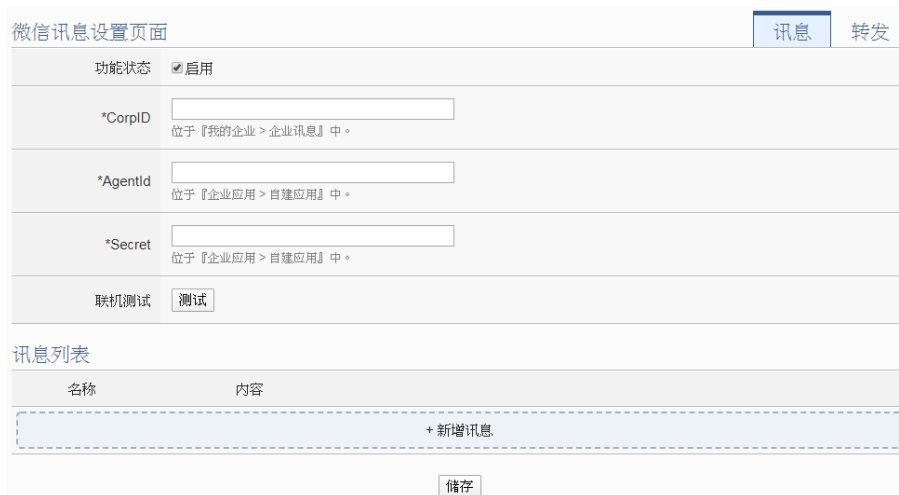 微信讯息设置页面 讯息 转发
功能状态 启用
*CorpID
位于『我的企业 > 企业讯息』中。
*AgentId
位于『企业应用 > 自建应用』中。
*Secret
位于『企业应用 > 自建应用』中。
联机测试 测试
讯息列表
名称 内容
+ 新增讯息
储存